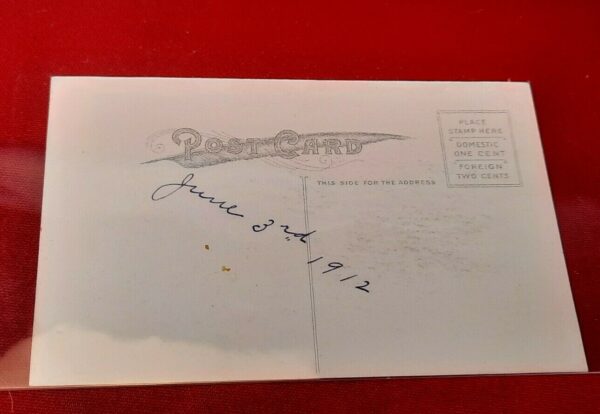 POST CARD
PLACE
STAMP HERE
DOMESTIC
ONE CENT
FOREIGN
TWO CENTS
THIS SIDE FOR THE ADDRESS
June 3rd 1912